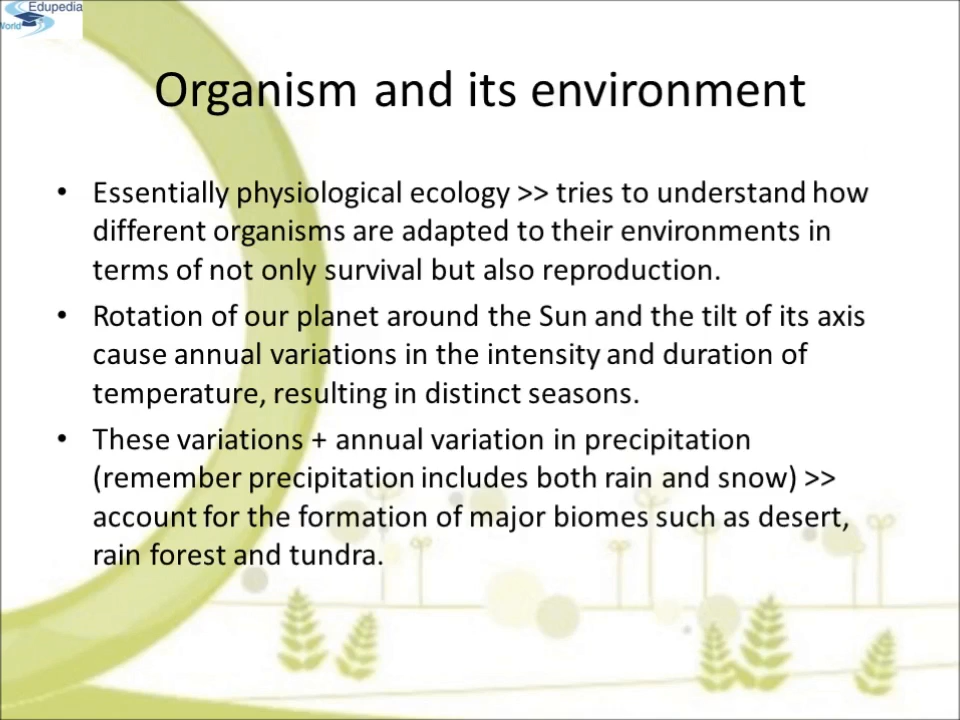 Edupedia
World
Organism and its environment
• Essentially physiological ecology >> tries to understand how
different organisms are adapted to their environments in
terms of not only survival but also reproduction.
• Rotation of our planet around the Sun and the tilt of its axis
cause annual variations in the intensity and duration of
temperature, resulting in distinct seasons.
• These variations + annual variation in precipitation
(remember precipitation includes both rain and snow) >>
account for the formation of major biomes such as desert,
rain forest and tundra.